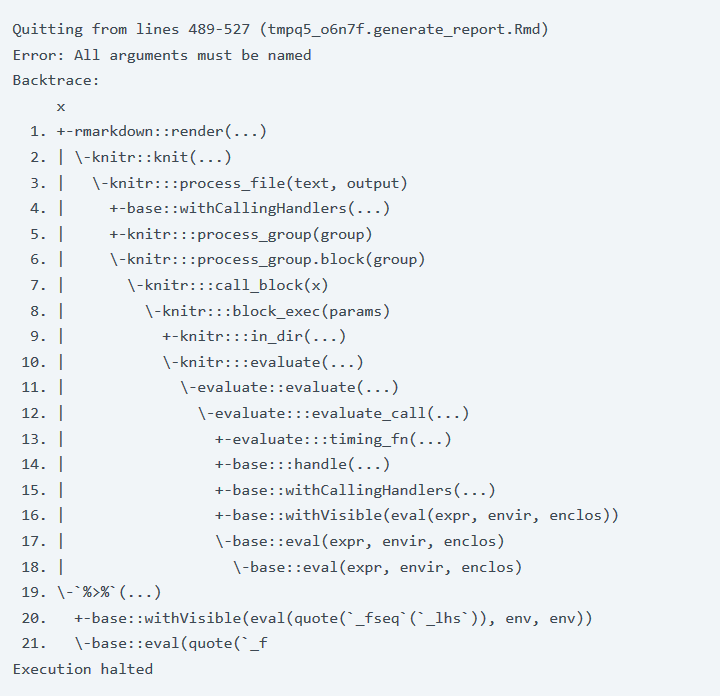 Quitting from lines 489-527 (tmpq5_o6n7f.generate_report.Rmd)
Error: All arguments must be named
Backtrace:
     x
  1. +-rmarkdown::render(...)
  2. | \-knitr::knit(...)
  3. |   \-knitr:::process_file(text, output)
  4. |     +-base::withCallingHandlers(...)
  5. |     +-knitr:::process_group(group)
  6. |     \-knitr:::process_group.block(group)
  7. |       \-knitr:::call_block(x)
  8. |         \-knitr:::block_exec(params)
  9. |           +-knitr:::in_dir(...)
 10. |           \-knitr:::evaluate(...)
 11. |             \-evaluate::evaluate(...)
 12. |               \-evaluate:::evaluate_call(...)
 13. |                 +-evaluate:::timing_fn(...)
 14. |                 +-base:::handle(...)
 15. |                 +-base::withCallingHandlers(...)
 16. |                 +-base::withVisible(eval(expr, envir, enclos))
 17. |                 \-base::eval(expr, envir, enclos)
 18. |                   \-base::eval(expr, envir, enclos)
 19. \-`%>%`(...)
 20.   +-base::withVisible(eval(quote(`_fseq`(`_lhs`)), env, env))
 21.   \-base::eval(quote(`_f
Execution halted